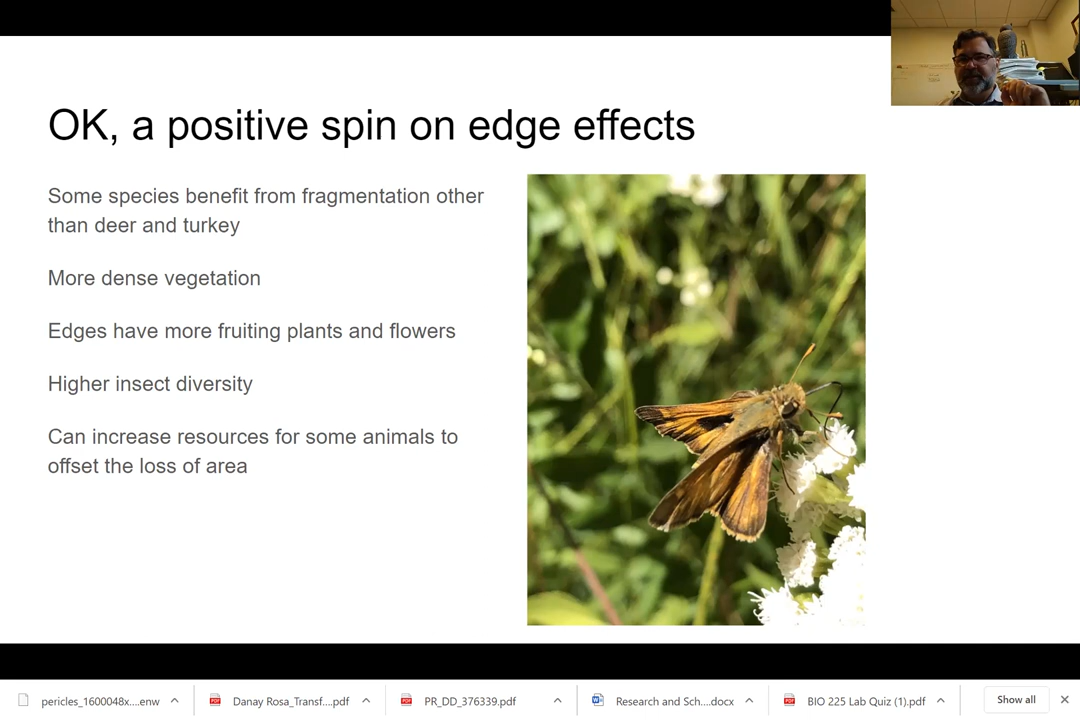 OK, a positive spin on edge effects
Some species benefit from fragmentation other
than deer and turkey
More dense vegetation
Edges have more fruiting plants and flowers
Higher insect diversity
Can increase resources for some animals to
offset the loss of area
pericles_1600048x....enw
PDF
Danay Rosa_Transf....pdf
PDF
PR_DD_376339.pdf
W
Research and Sch....docx
PDF
BIO 225 Lab Quiz (1).pdf
Show all